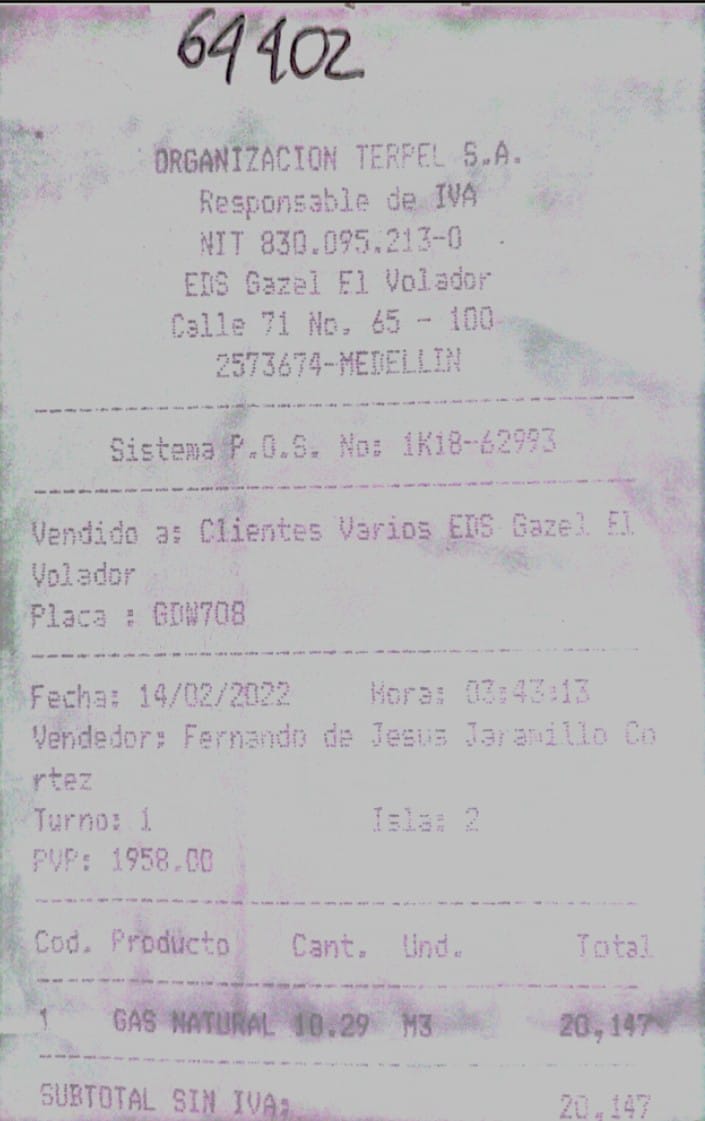 64402
ORGANIZACION TERPEL S.A.
Responsable de IVA
NIT 830.095.213-0
EDS Gazel El Volador
Calle 71 No. 65 - 100
2573674-MEDELLIN
Sistema P.O.S. No: 1K18-62993
Vendido a: Clientes Varios EDS Gazel El
Volador
Placa : GDW708
Fecha: 14/02/2022 Hora: 03:43:13
Vendedor: Fernando de Jesus Jaramillo Co
rtez
Turno: 1 Isla: 2
PVP: 1958.00
Cod. Producto Cant. Und. Total
1 GAS NATURAL 10.29 M3 20,147
SUBTOTAL SIN IVA: 20,147